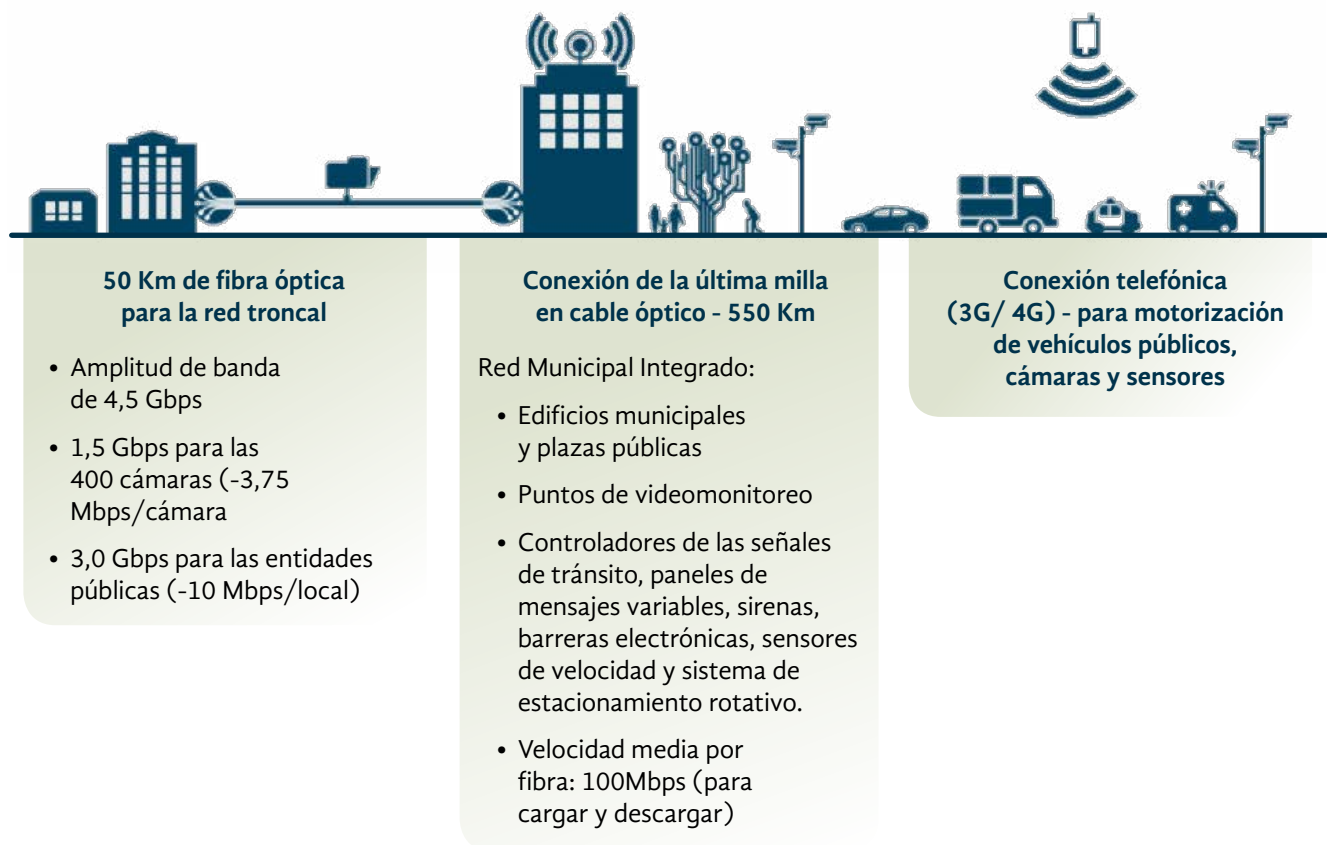 50 Km de fibra óptica
para la red troncal
• Amplitud de banda
de 4,5 Gbps
• 1,5 Gbps para las
400 cámaras (-3,75
Mbps/cámara
• 3,0 Gbps para las entidades
públicas (-10 Mbps/local)
Conexión de la última milla
en cable óptico - 550 Km
Red Municipal Integrado:
• Edificios municipales
y plazas públicas
• Puntos de videomonitoreo
• Controladores de las señales
de tránsito, paneles de
mensajes variables, sirenas,
barreras electrónicas, sensores
de velocidad y sistema de
estacionamiento rotativo.
• Velocidad media por
fibra: 100Mbps (para
cargar y descargar)
Conexión telefónica
(3G/ 4G) - para motorización
de vehículos públicos,
cámaras y sensores